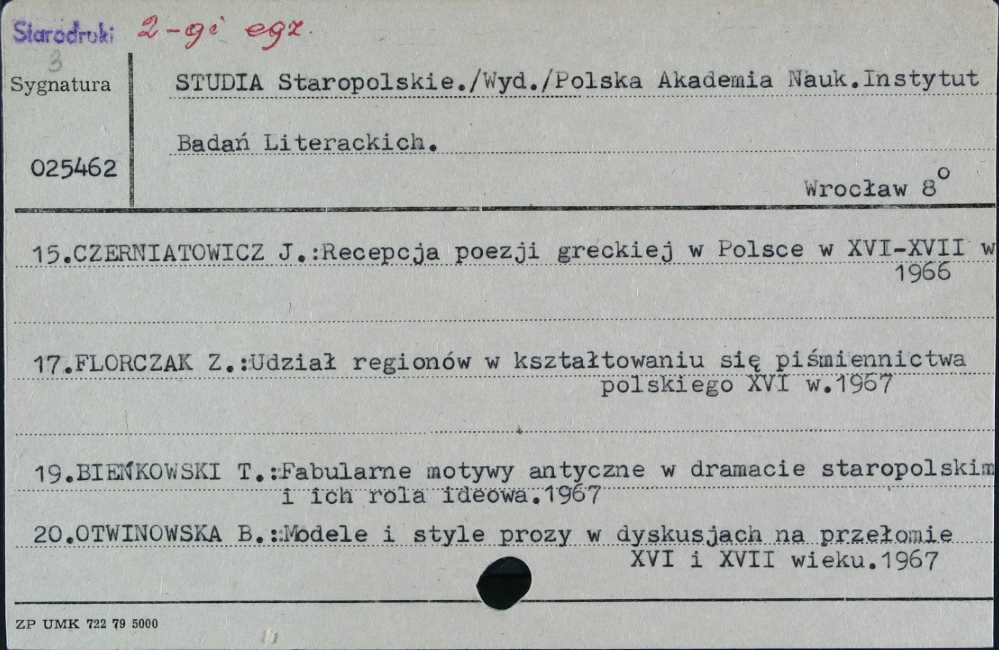 Starodruki 2-gi egz.
3
Sygnatura
STUDIA Staropolskie./Wyd./Polska Akademia Nauk.Instytut
Badań Literackich.
025462
Wrocław 8°
15.CZERNIATOWICZ J.:Recepcja poezji greckiej w Polsce w XVI-XVII w
1966
17.FLORCZAK Z.:Udział regionów w kształtowaniu się piśmiennictwa
polskiego XVI w.1967
19.BIEŃKOWSKI T.:Fabularne motywy antyczne w dramacie staropolskim
i ich rola ideowa.1967
20.OTWINOWSKA B.:Modele i style prozy w dyskusjach na przełomie
XVI i XVII wieku.1967
ZP UMK 722 79 5000